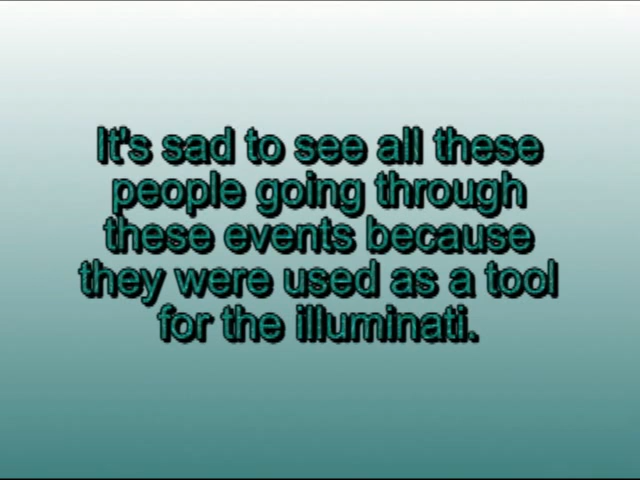 It's sad to see all these
people going through
these events because
they were used as a tool
for the illuminati.